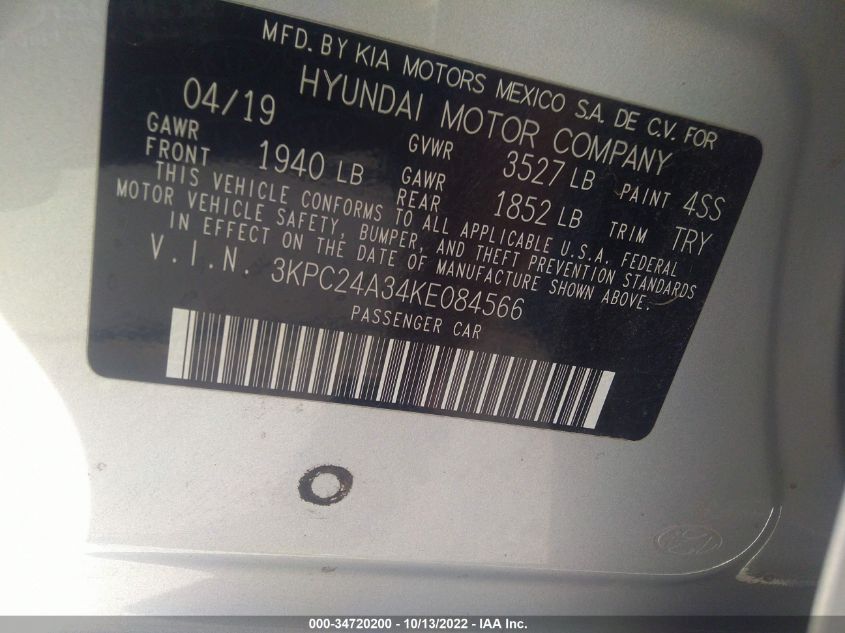 MFD. BY KIA MOTORS MEXICO S.A. DE C.V. FOR
HYUNDAI MOTOR COMPANY
04/19
GAWR FRONT 1940 LB
GVWR 3527 LB
GAWR REAR 1852 LB
PAINT 4SS
TRIM TRY
THIS VEHICLE CONFORMS TO ALL APPLICABLE U.S.A. FEDERAL
MOTOR VEHICLE SAFETY, BUMPER, AND THEFT PREVENTION STANDARDS
IN EFFECT ON THE DATE OF MANUFACTURE SHOWN ABOVE.
V.I.N. 3KPC24A34KE084566
PASSENGER CAR
000-34720200 - 10/13/2022 - IAA Inc.